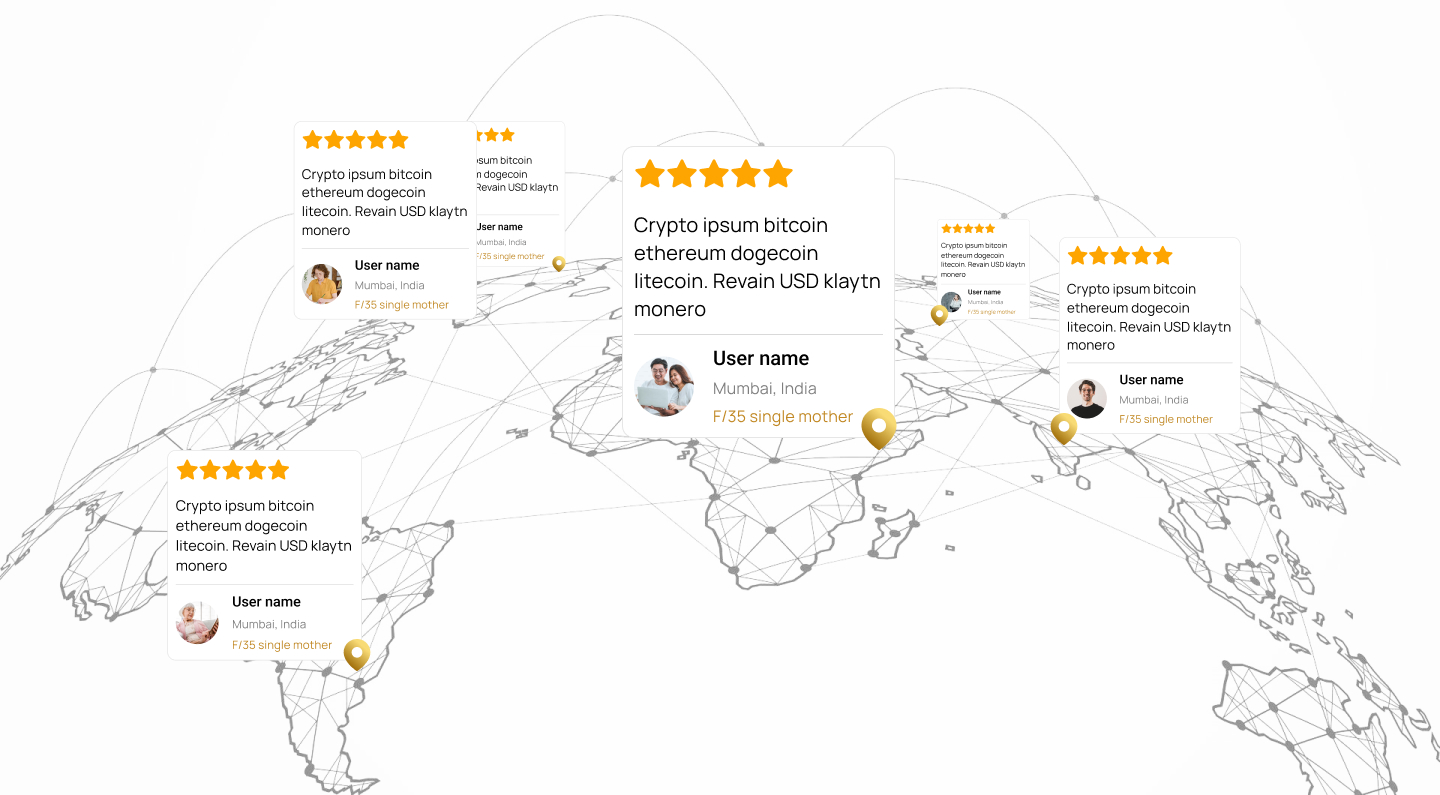 Crypto ipsum bitcoin
ethereum dogecoin
litecoin. Revain USD klaytn
monero
User name
Mumbai, India
F/35 single mother
bitcoin
dogecoin
Revain USD klaytn
User name
Mumbai, India
F/35 single mother
Crypto ipsum bitcoin
ethereum dogecoin
litecoin. Revain USD klaytn
monero
User name
Mumbai, India
F/35 single mother
Crypto ipsum bitcoin
ethereum dogecoin
litecoin. Revain USD klaytn
monero
User name
Mumbai, India
F/35 single mother
Crypto ipsum bitcoin
ethereum dogecoin
litecoin. Revain USD klaytn
monero
User name
Mumbai, India
F/35 single mother
Crypto ipsum bitcoin
ethereum dogecoin
litecoin. Revain USD klaytn
monero
User name
Mumbai, India
F/35 single mother